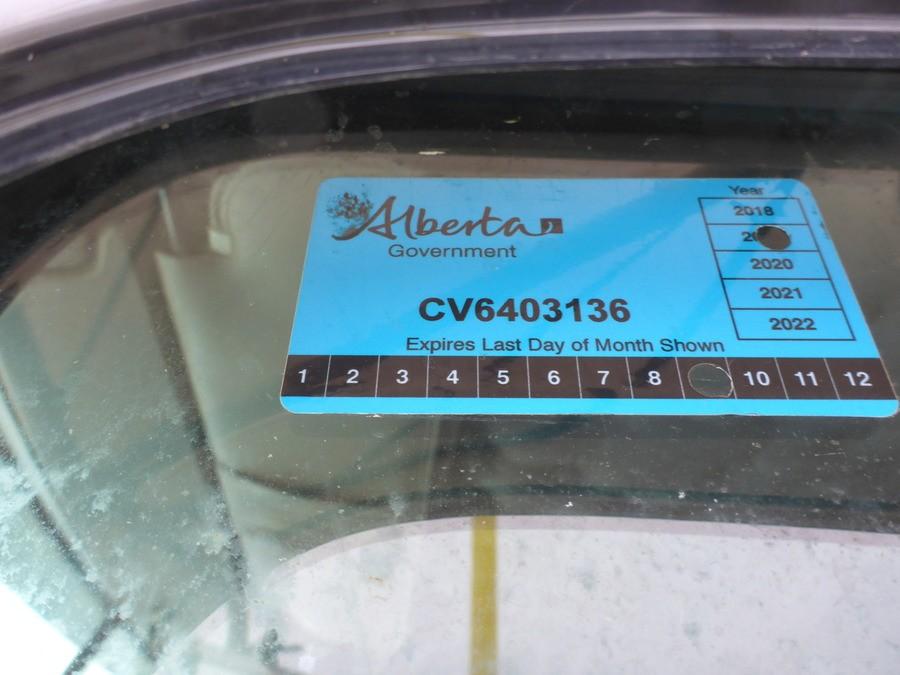 Alberta
Government
Year
2018
2020
2021
2022
CV6403136
Expires Last Day of Month Shown
1 2 3 4 5 6 7 8 10 11 12